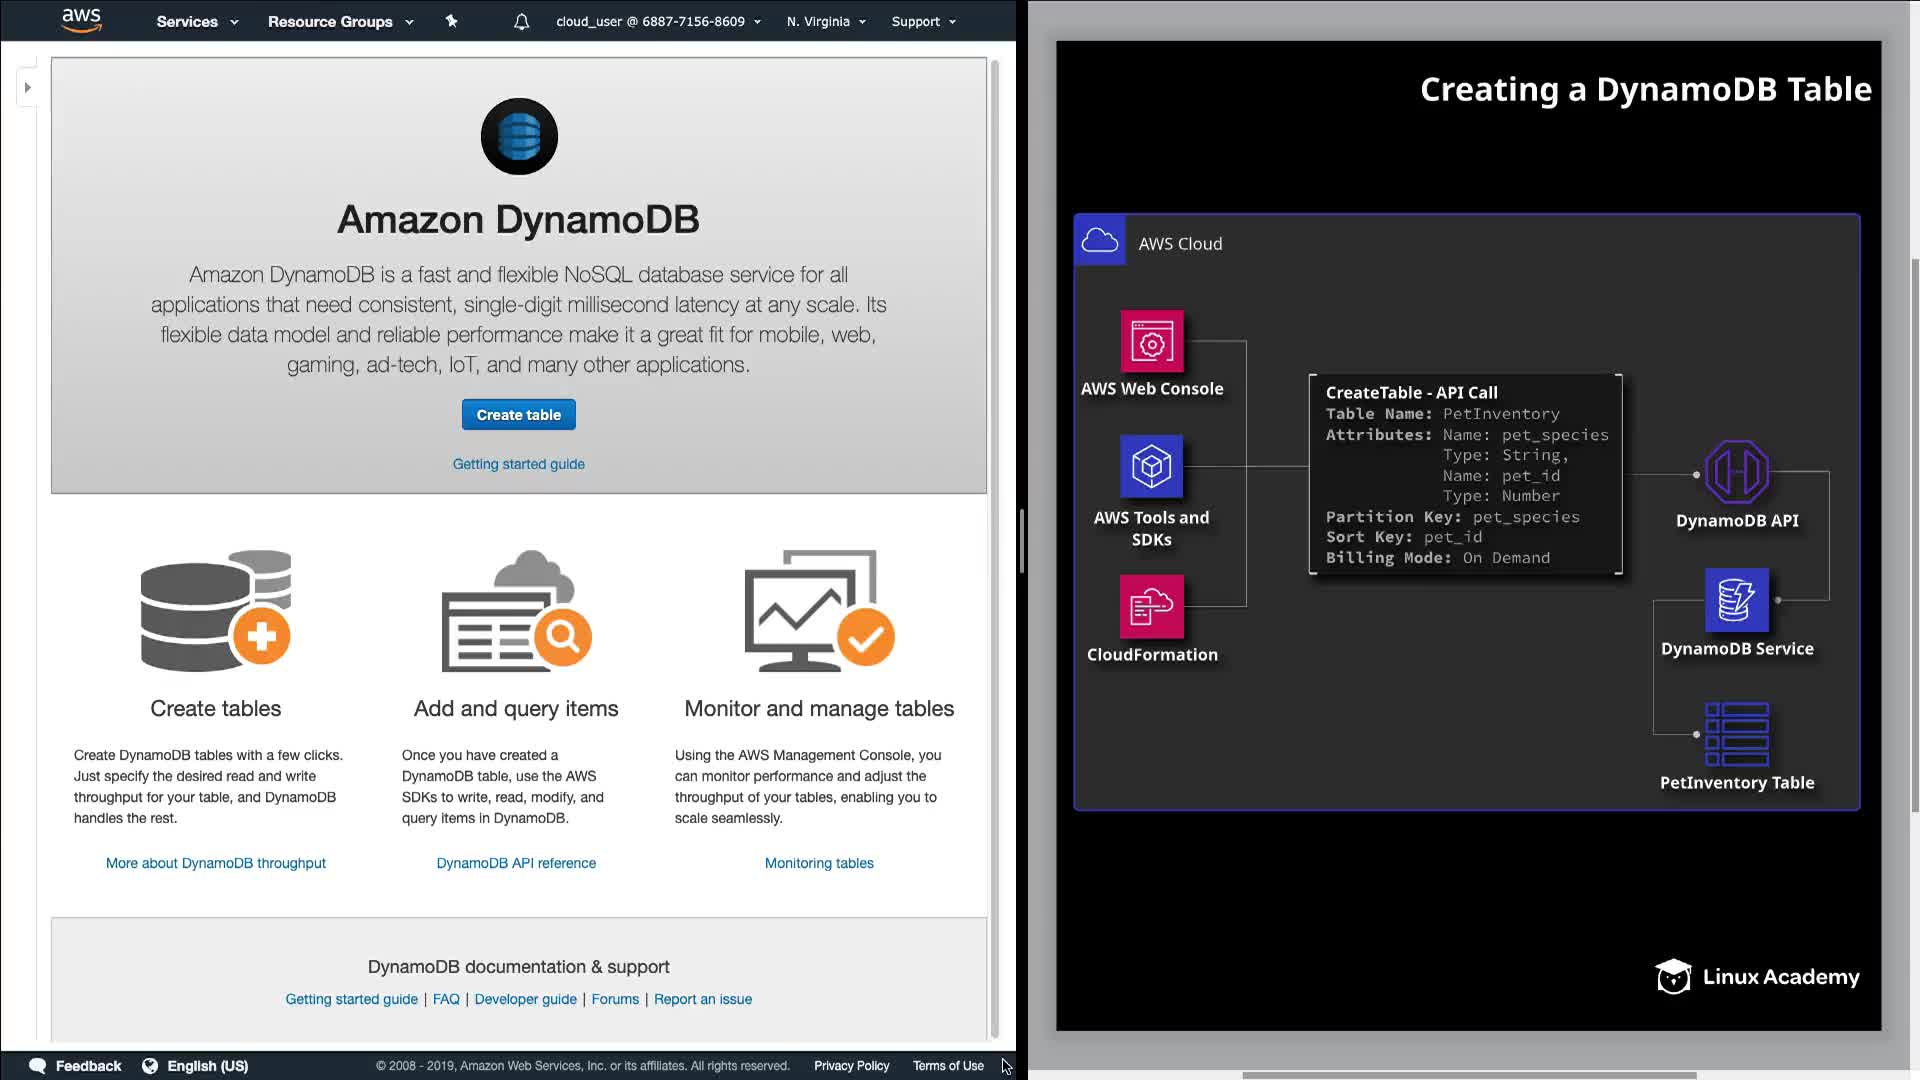 aws
Services
Resource Groups
cloud_user @ 6887-7156-8609
N. Virginia
Support
Amazon DynamoDB
Amazon DynamoDB is a fast and flexible NoSQL database service for all
applications that need consistent, single-digit millisecond latency at any scale. Its
flexible data model and reliable performance make it a great fit for mobile, web,
gaming, ad-tech, IoT, and many other applications.
Create table
Getting started guide
Create tables
Create DynamoDB tables with a few clicks.
Just specify the desired read and write
throughput for your table, and DynamoDB
handles the rest.
More about DynamoDB throughput
Add and query items
Once you have created a
DynamoDB table, use the AWS
SDKs to write, read, modify, and
query items in DynamoDB.
DynamoDB API reference
Monitor and manage tables
Using the AWS Management Console, you
can monitor performance and adjust the
throughput of your tables, enabling you to
scale seamlessly.
Monitoring tables
DynamoDB documentation & support
Getting started guide | FAQ | Developer guide | Forums | Report an issue
Feedback
English (US)
© 2008 - 2019, Amazon Web Services, Inc. or its affiliates. All rights reserved.
Privacy Policy
Terms of Use
Creating a DynamoDB Table
AWS Cloud
AWS Web Console
AWS Tools and
SDKs
CloudFormation
CreateTable - API Call
Table Name: PetInventory
Attributes: Name: pet_species
Type: String,
Name: pet_id
Type: Number
Partition Key: pet_species
Sort Key: pet_id
Billing Mode: On Demand
DynamoDB API
DynamoDB Service
PetInventory Table
Linux Academy